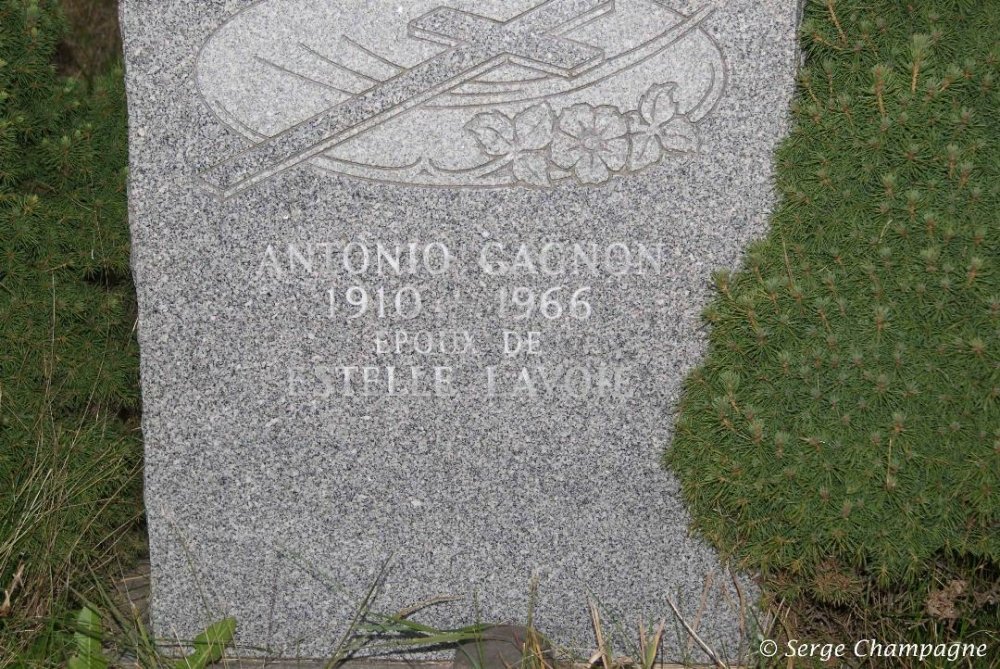 ANTONIO GAGNON
1910 1966
EPOUX DE
ESTELLE LAVOIE
© Serge Champagne